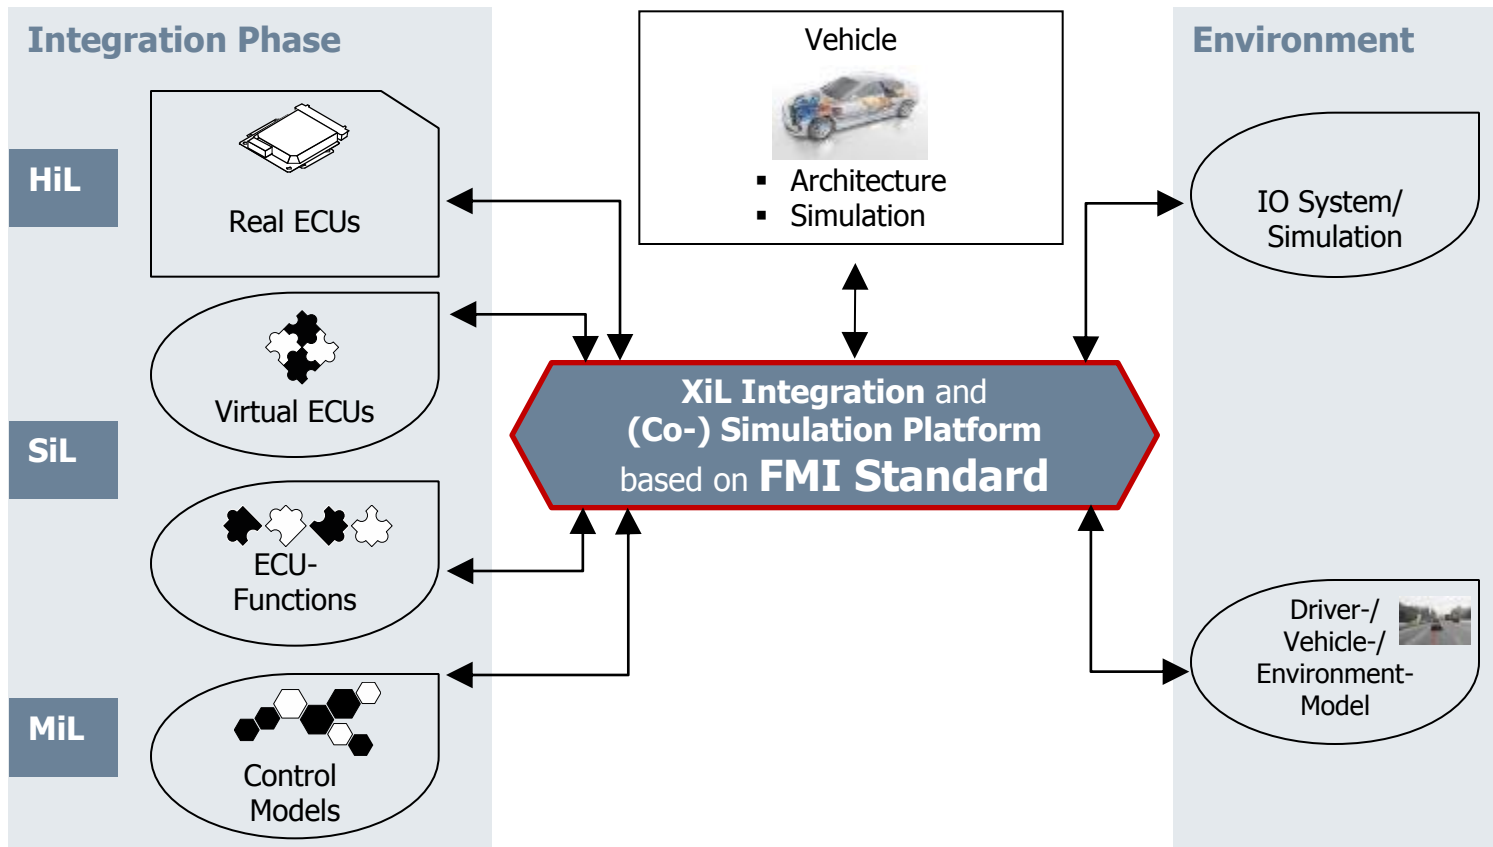 Integration Phase
HiL
Real ECUs
Virtual ECUs
SiL
ECU-
Functions
MiL
Control
Models
Vehicle
▪ Architecture
▪ Simulation
XiL Integration and
(Co-) Simulation Platform
based on FMI Standard
Environment
IO System/
Simulation
Driver-/
Vehicle-/
Environment-
Model